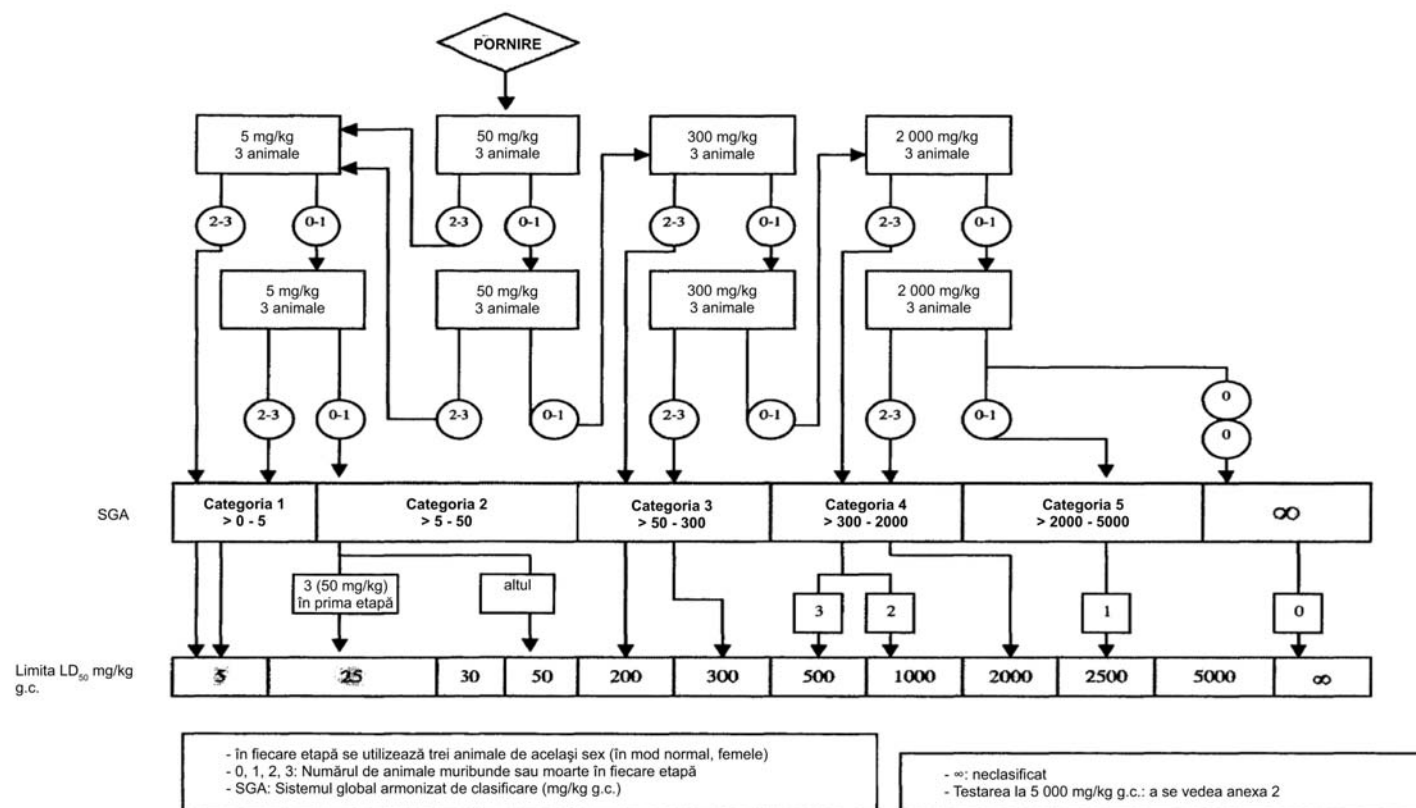 PORNIRE
5 mg/kg
3 animale
50 mg/kg
3 animale
300 mg/kg
3 animale
2 000 mg/kg
3 animale
2-3
0-1
2-3
0-1
2-3
0-1
2-3
0-1
5 mg/kg
3 animale
50 mg/kg
3 animale
300 mg/kg
3 animale
2 000 mg/kg
3 animale
2-3
0-1
2-3
0-1
2-3
0-1
2-3
0-1
0
0
SGA
Categoria 1
> 0 - 5
Categoria 2
> 5 - 50
Categoria 3
> 50 - 300
Categoria 4
> 300 - 2000
Categoria 5
> 2000 - 5000
∞
3 (50 mg/kg)
în prima etapă
altul
3
2
1
0
Limita LD₅₀ mg/kg
g.c.
5
25
30
50
200
300
500
1000
2000
2500
5000
∞
- în fiecare etapă se utilizează trei animale de acelaşi sex (în mod normal, femele)
- 0, 1, 2, 3: Numărul de animale muribunde sau moarte în fiecare etapă
- SGA: Sistemul global armonizat de clasificare (mg/kg g.c.)
- ∞: neclasificat
- Testarea la 5 000 mg/kg g.c.: a se vedea anexa 2